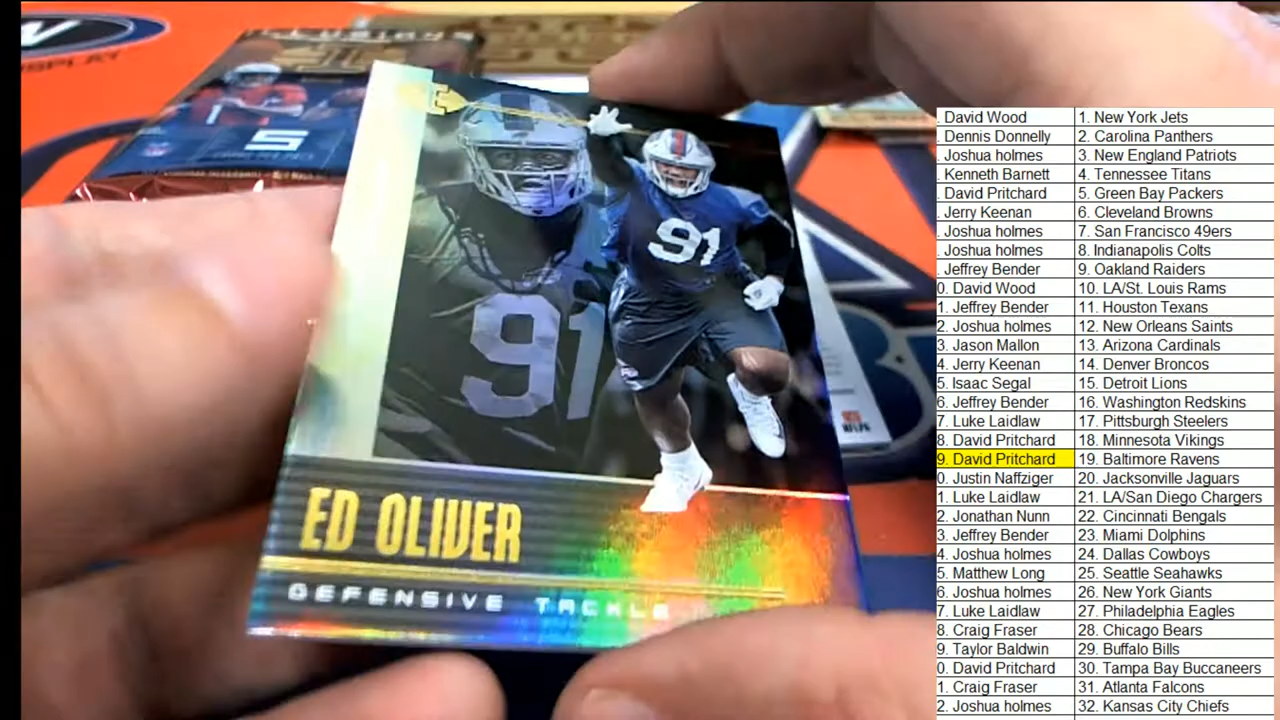 W
DISPLAY
5
91
91
ED OLIVER
DEFENSIVE TACKLE
NFLPA
. David Wood 1. New York Jets
. Dennis Donnelly 2. Carolina Panthers
. Joshua holmes 3. New England Patriots
. Kenneth Barnett 4. Tennessee Titans
. David Pritchard 5. Green Bay Packers
. Jerry Keenan 6. Cleveland Browns
. Joshua holmes 7. San Francisco 49ers
. Joshua holmes 8. Indianapolis Colts
. Jeffrey Bender 9. Oakland Raiders
0. David Wood 10. LA/St. Louis Rams
1. Jeffrey Bender 11. Houston Texans
2. Joshua holmes 12. New Orleans Saints
3. Jason Mallon 13. Arizona Cardinals
4. Jerry Keenan 14. Denver Broncos
5. Isaac Segal 15. Detroit Lions
6. Jeffrey Bender 16. Washington Redskins
7. Luke Laidlaw 17. Pittsburgh Steelers
8. David Pritchard 18. Minnesota Vikings
9. David Pritchard 19. Baltimore Ravens
0. Justin Naffziger 20. Jacksonville Jaguars
1. Luke Laidlaw 21. LA/San Diego Chargers
2. Jonathan Nunn 22. Cincinnati Bengals
3. Jeffrey Bender 23. Miami Dolphins
4. Joshua holmes 24. Dallas Cowboys
5. Matthew Long 25. Seattle Seahawks
6. Joshua holmes 26. New York Giants
7. Luke Laidlaw 27. Philadelphia Eagles
8. Craig Fraser 28. Chicago Bears
9. Taylor Baldwin 29. Buffalo Bills
0. David Pritchard 30. Tampa Bay Buccaneers
1. Craig Fraser 31. Atlanta Falcons
2. Joshua holmes 32. Kansas City Chiefs